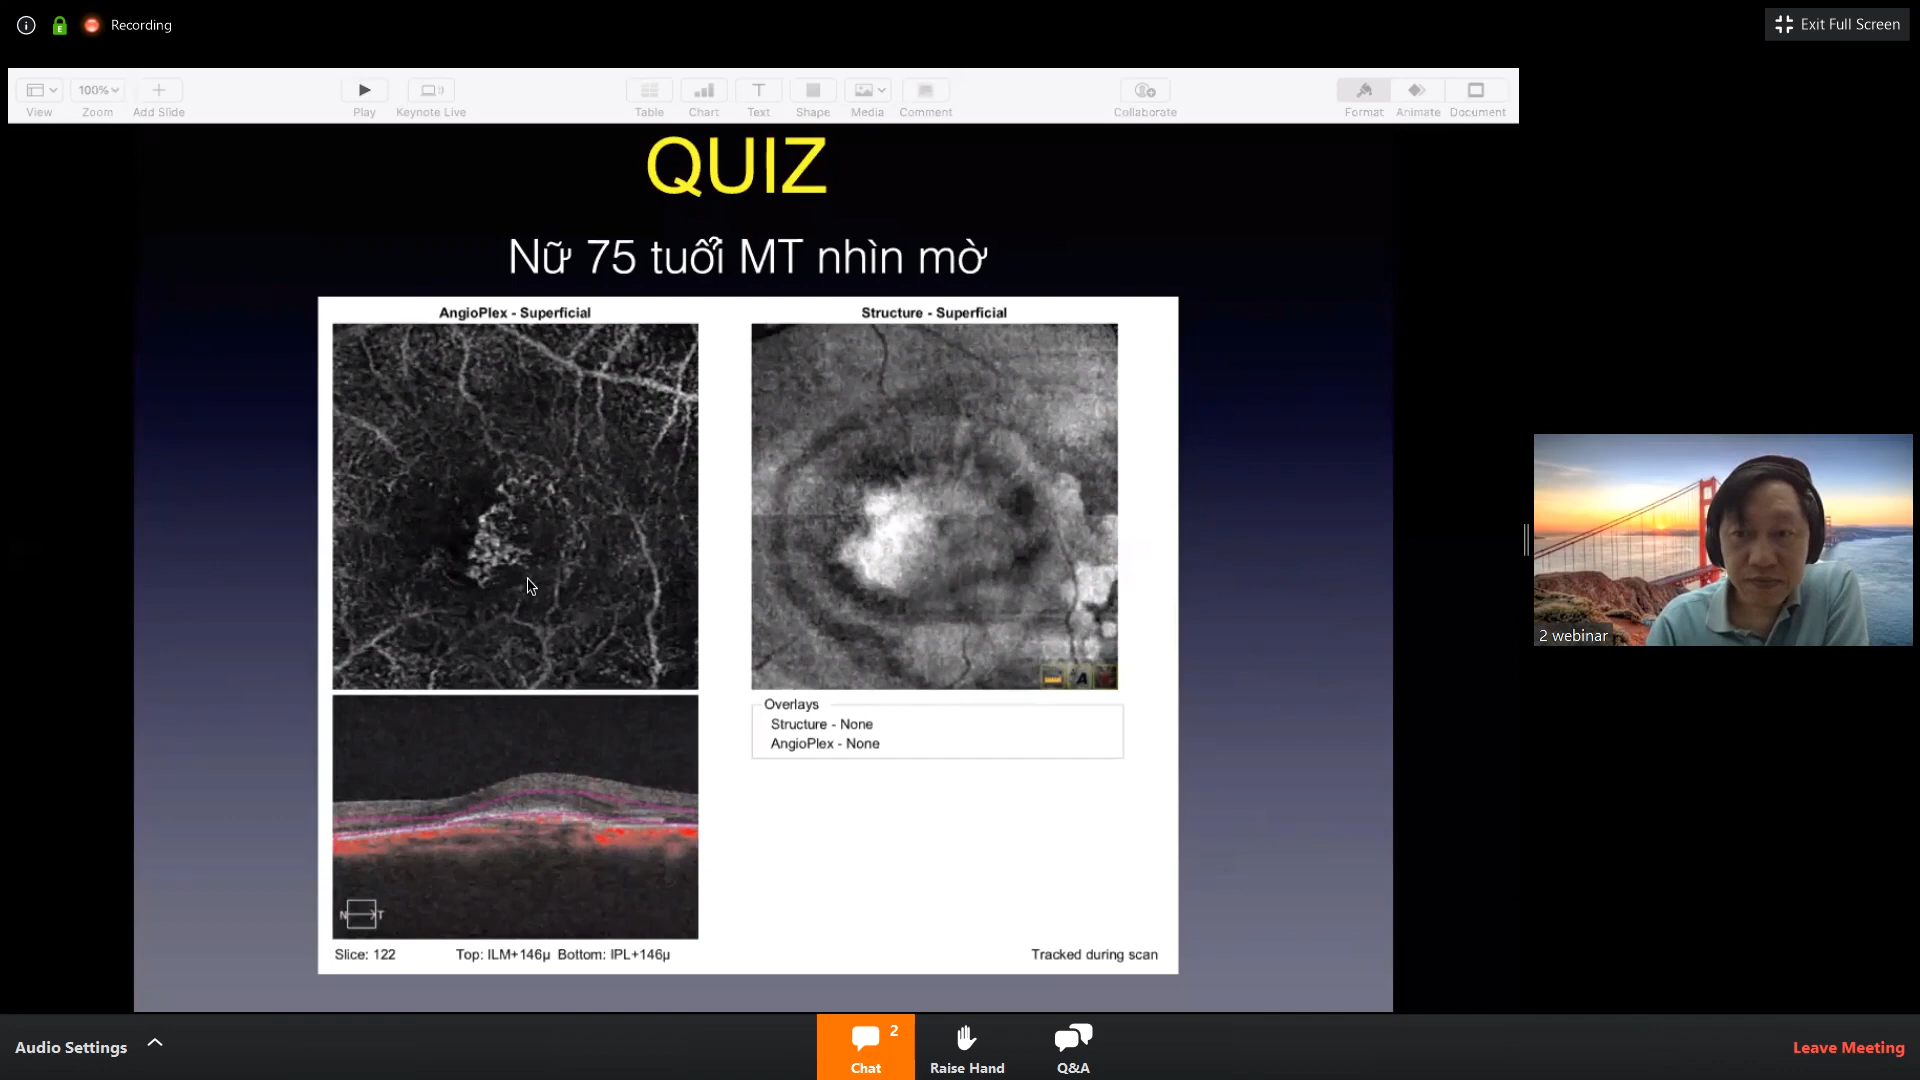 Recording
Exit Full Screen
View
100%
Zoom
Add Slide
Play
Keynote Live
Table
Chart
Text
Shape
Media
Comment
Collaborate
Format
Animate
Document
QUIZ
Nữ 75 tuổi MT nhìn mờ
AngioPlex - Superficial
Structure - Superficial
Overlays
Structure - None
AngioPlex - None
N T
Slice: 122
Top: ILM+146µ Bottom: IPL+146µ
Tracked during scan
2 webinar
Audio Settings
2
Chat
Raise Hand
Q&A
Leave Meeting